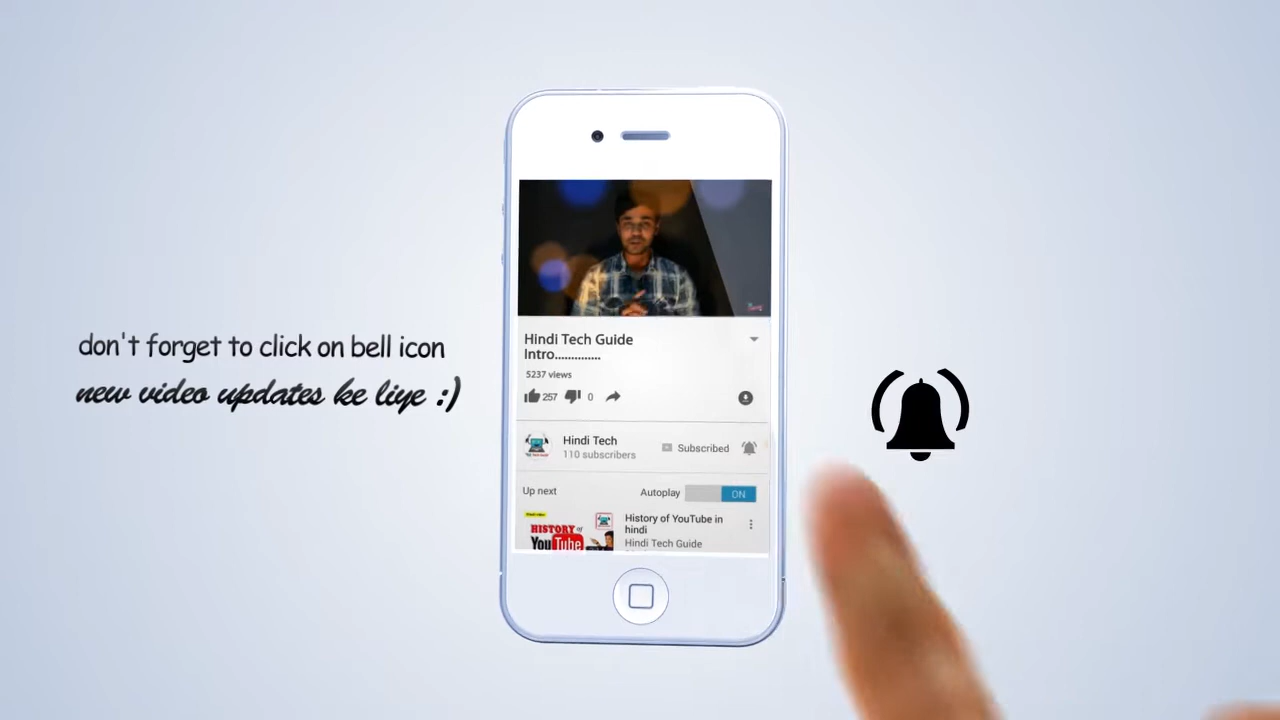 don't forget to click on bell icon
new video updates ke liye :)
Hindi Tech Guide
Intro..............
5237 views
257
0
Hindi Tech
110 subscribers
Subscribed
Up next
Autoplay
ON
HISTORY of
YouTube
History of YouTube in
hindi
Hindi Tech Guide